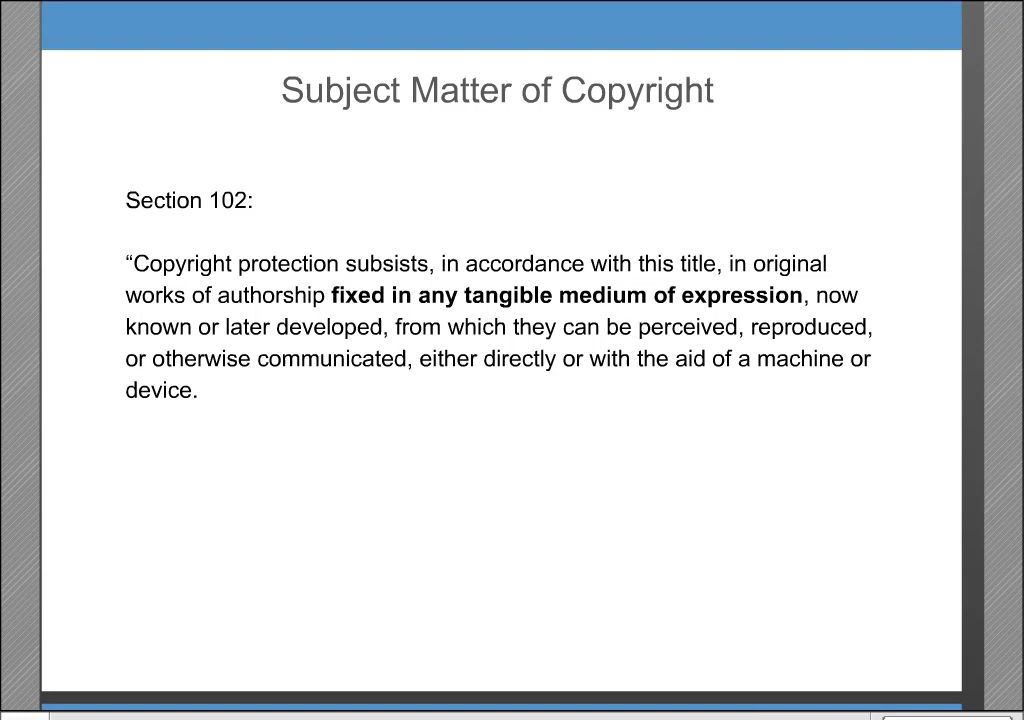 Subject Matter of Copyright
Section 102:
“Copyright protection subsists, in accordance with this title, in original
works of authorship fixed in any tangible medium of expression, now
known or later developed, from which they can be perceived, reproduced,
or otherwise communicated, either directly or with the aid of a machine or
device.